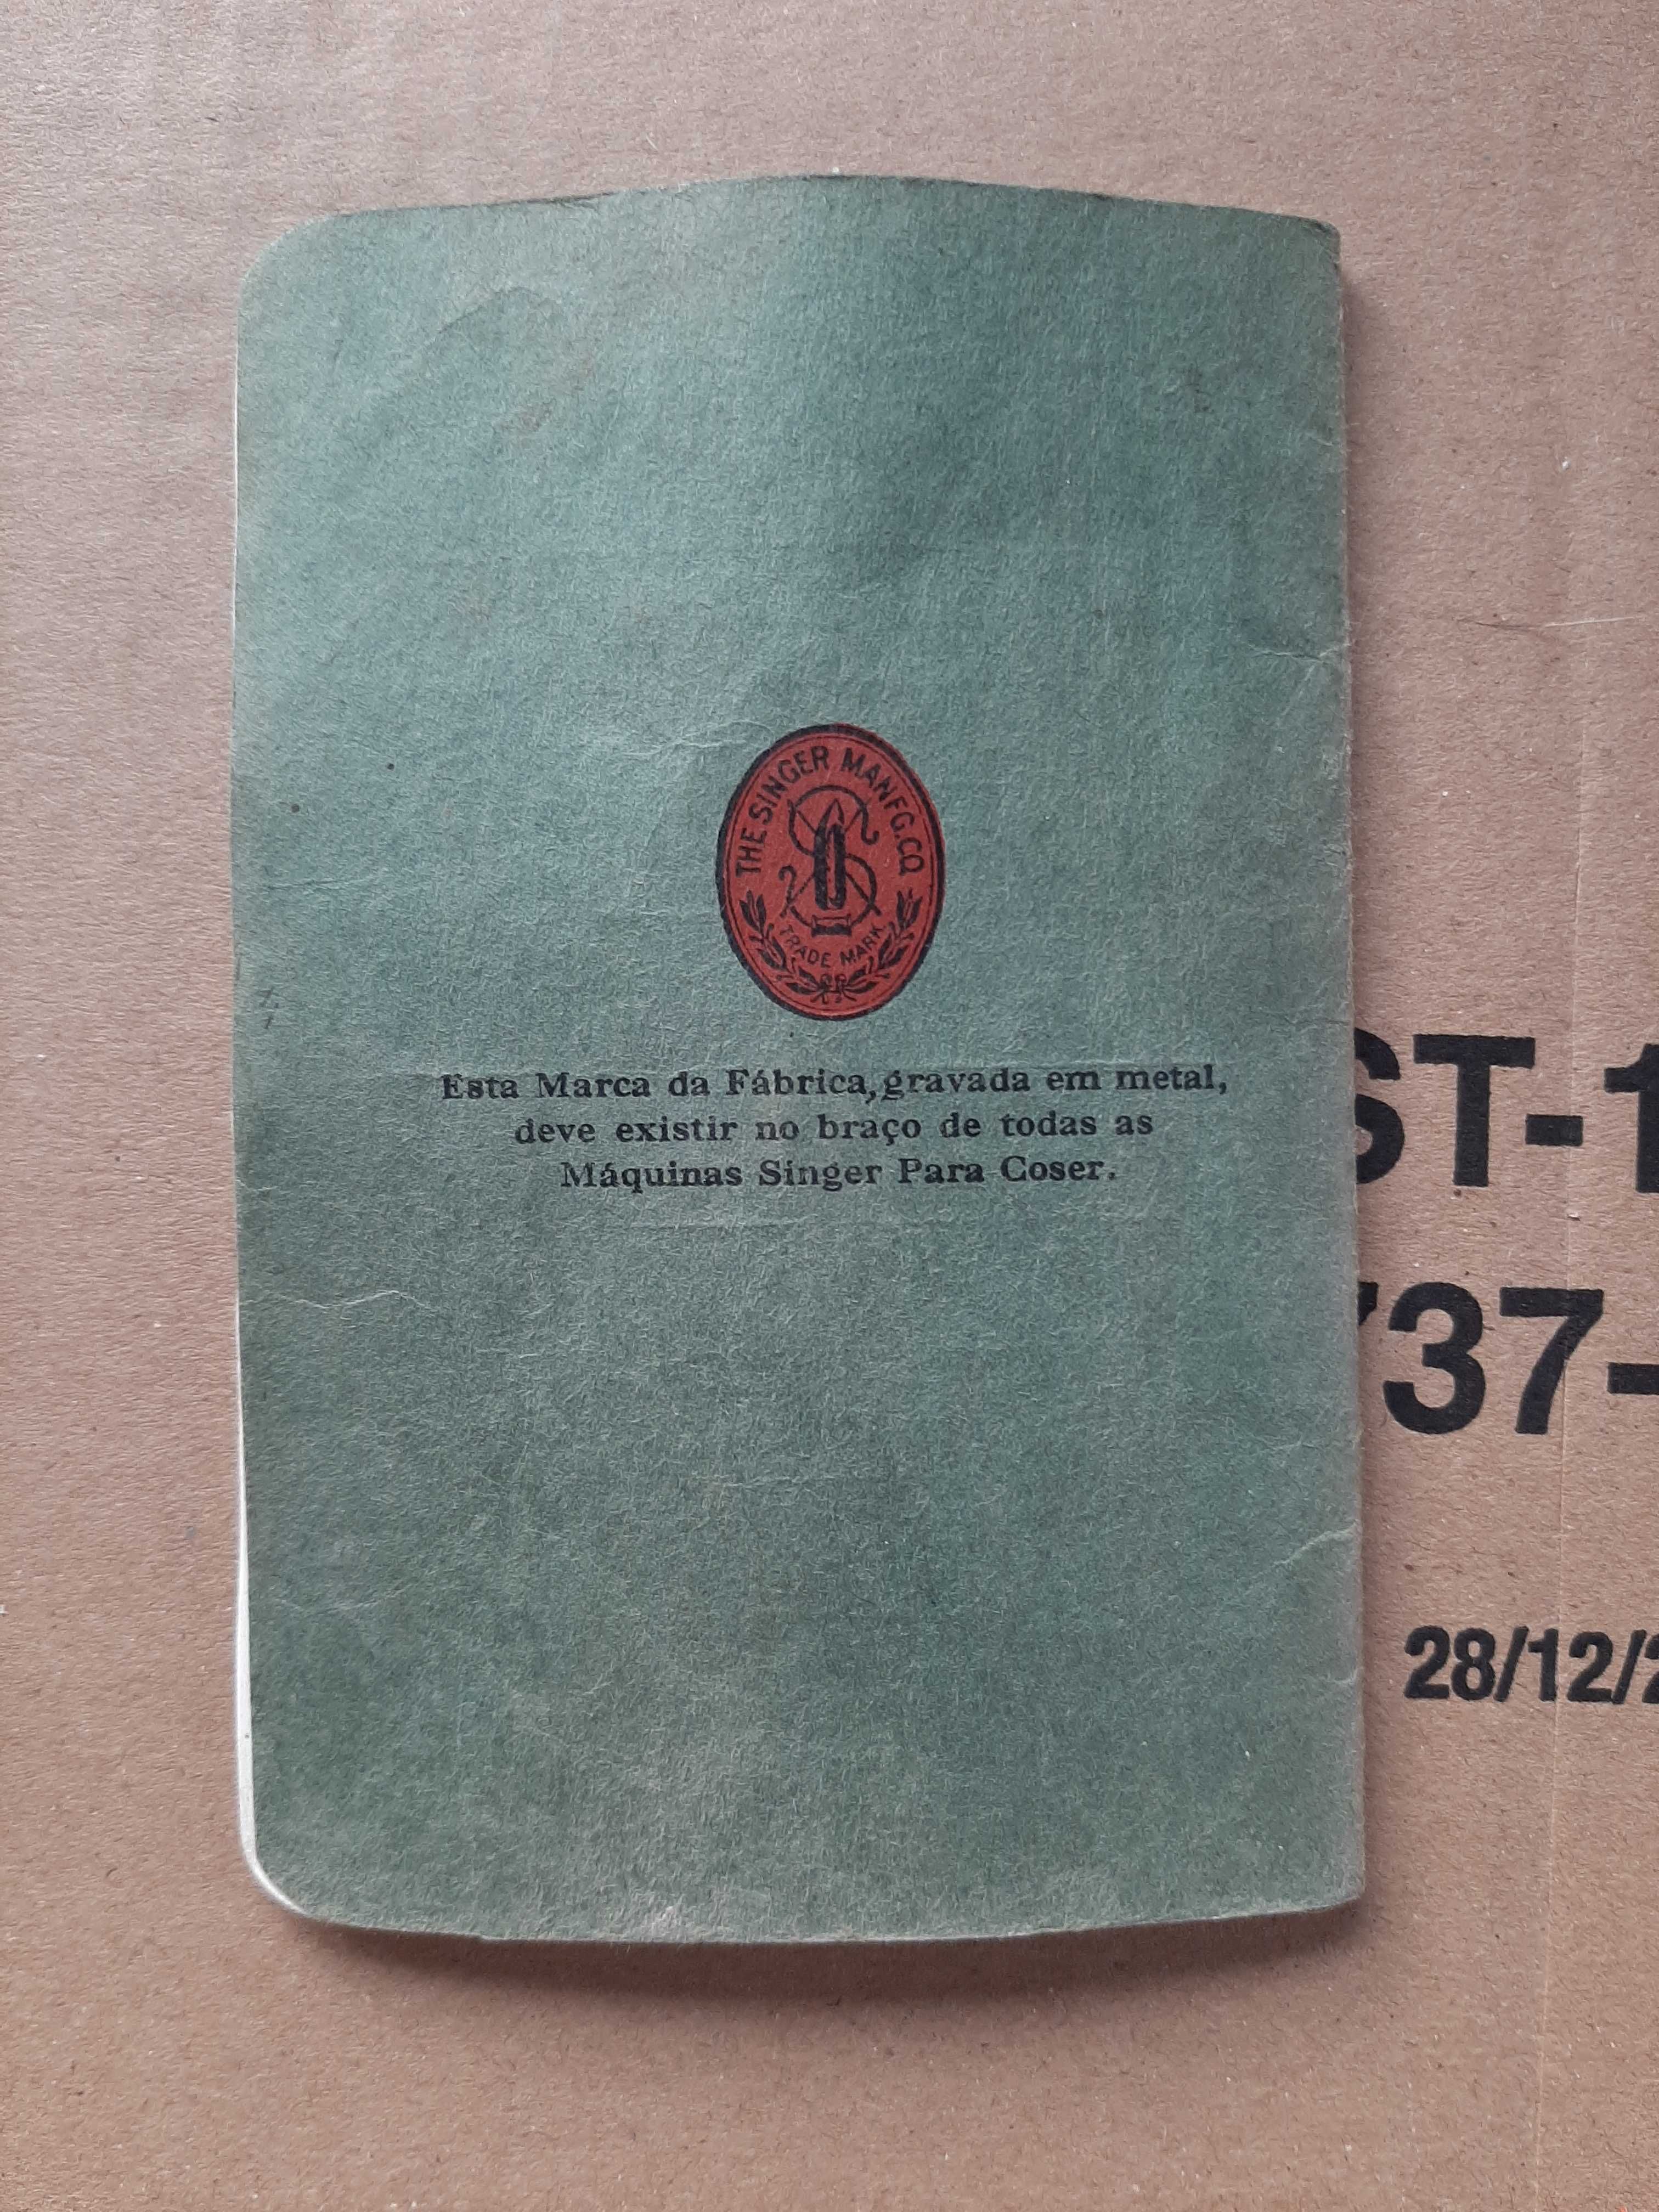 THE SINGER MANFG. CO
TRADE MARK
Esta Marca da Fábrica, gravada em metal,
deve existir no braço de todas as
Máquinas Singer Para Coser.
ST-1
37-
28/12/2